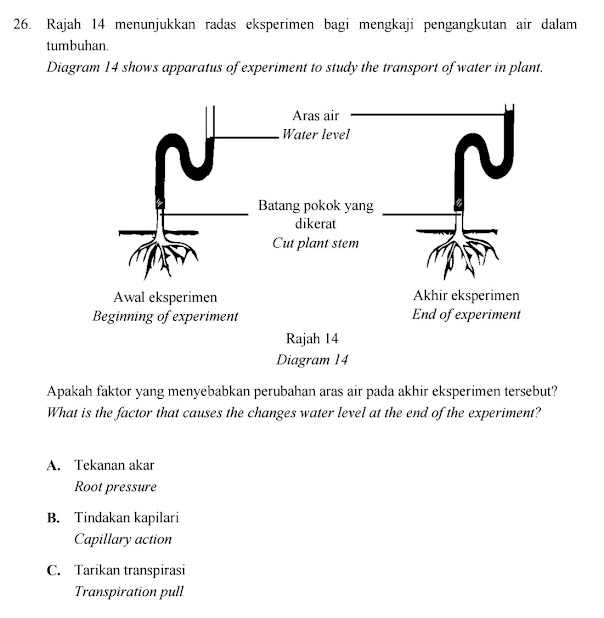 26. Rajah 14 menunjukkan radas eksperimen bagi mengkaji pengangkutan air dalam
tumbuhan.
Diagram 14 shows apparatus of experiment to study the transport of water in plant.
Aras air
Water level
Batang pokok yang
dikerat
Cut plant stem
Awal eksperimen
Beginning of experiment
Akhir eksperimen
End of experiment
Rajah 14
Diagram 14
Apakah faktor yang menyebabkan perubahan aras air pada akhir eksperimen tersebut?
What is the factor that causes the changes water level at the end of the experiment?
A. Tekanan akar
Root pressure
B. Tindakan kapilari
Capillary action
C. Tarikan transpirasi
Transpiration pull